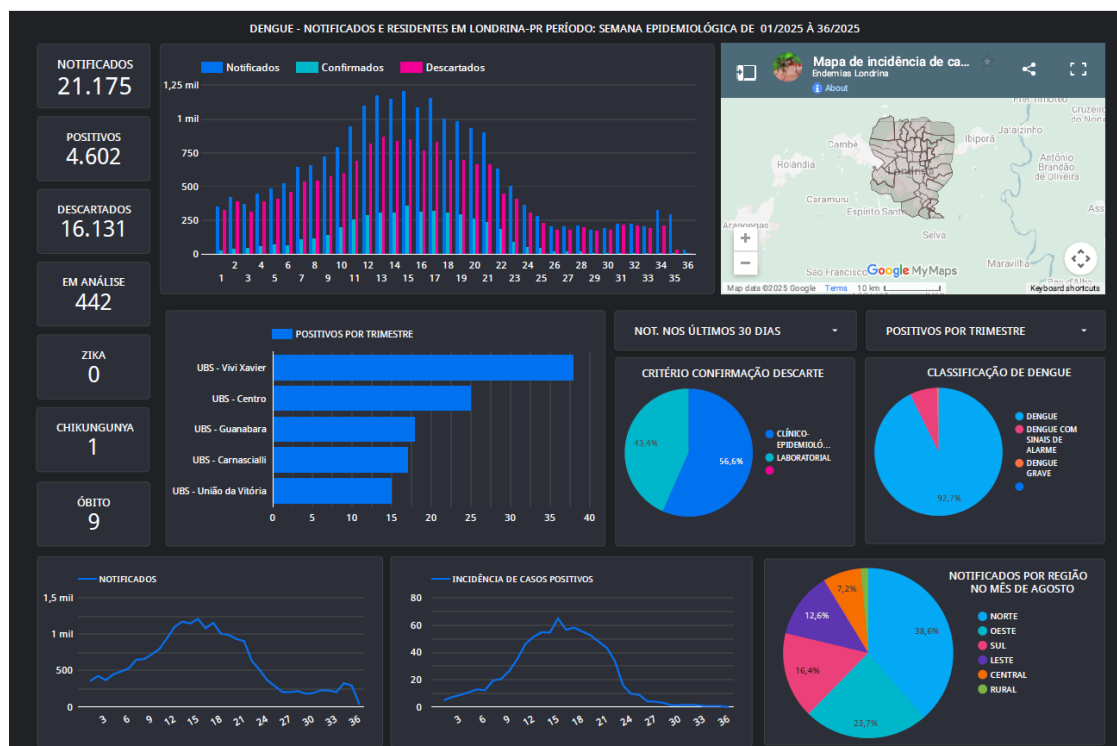 DENGUE - NOTIFICADOS E RESIDENTES EM LONDRINA-PR PERÍODO: SEMANA EPIDEMIOLÓGICA DE 01/2025 À 36/2025
NOTIFICADOS
21.175
POSITIVOS
4.602
DESCARTADOS
16.131
EM ANÁLISE
442
ZIKA
0
CHIKUNGUNYA
1
ÓBITO
9
Notificados Confirmados Descartados
1,25 mil
1 mil
750
500
250
0
2 4 6 8 10 12 14 16 18 20 22 24 26 28 30 32 34 36
1 3 5 7 9 11 13 15 17 19 21 23 25 27 29 31 33 35
Mapa de incidência de ca...
Endemias Londrina
About
Frei Timóteo
Cruzeiro
do Norte
Jataizinho
Cambé
Ibiporã
Rolândia
Londrina
Antônio
Brandão
de Oliveira
Caramuru
Espírito Santo
Ass
Arapongas
Selva
Maravilha
São Francisco
Google MyMaps
Map data ©2025 Google Terms 10 km Keyboard shortcuts
POSITIVOS POR TRIMESTRE
UBS - Vivi Xavier
UBS - Centro
UBS - Guanabara
UBS - Carnascialli
UBS - União da Vitória
0 5 10 15 20 25 30 35 40
NOT. NOS ÚLTIMOS 30 DIAS
POSITIVOS POR TRIMESTRE
CRITÉRIO CONFIRMAÇÃO DESCARTE
43,4%
56,6%
CLÍNICO-
EPIDEMIOLÓ...
LABORATORIAL
CLASSIFICAÇÃO DE DENGUE
92,7%
DENGUE
DENGUE COM
SINAIS DE
ALARME
DENGUE
GRAVE
NOTIFICADOS
1,5 mil
1 mil
500
0
3 6 9 12 15 18 21 24 27 30 33 36
INCIDÊNCIA DE CASOS POSITIVOS
80
60
40
20
0
3 6 9 12 15 18 21 24 27 30 33 36
NOTIFICADOS POR REGIÃO
NO MÊS DE AGOSTO
7,2%
12,6%
38,6%
16,4%
23,7%
NORTE
OESTE
SUL
LESTE
CENTRAL
RURAL